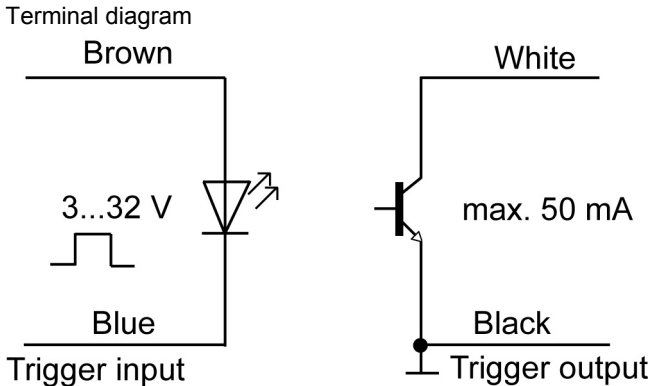 Terminal diagram
Brown
White
3...32 V
max. 50 mA
Blue
Black
Trigger input
Trigger output